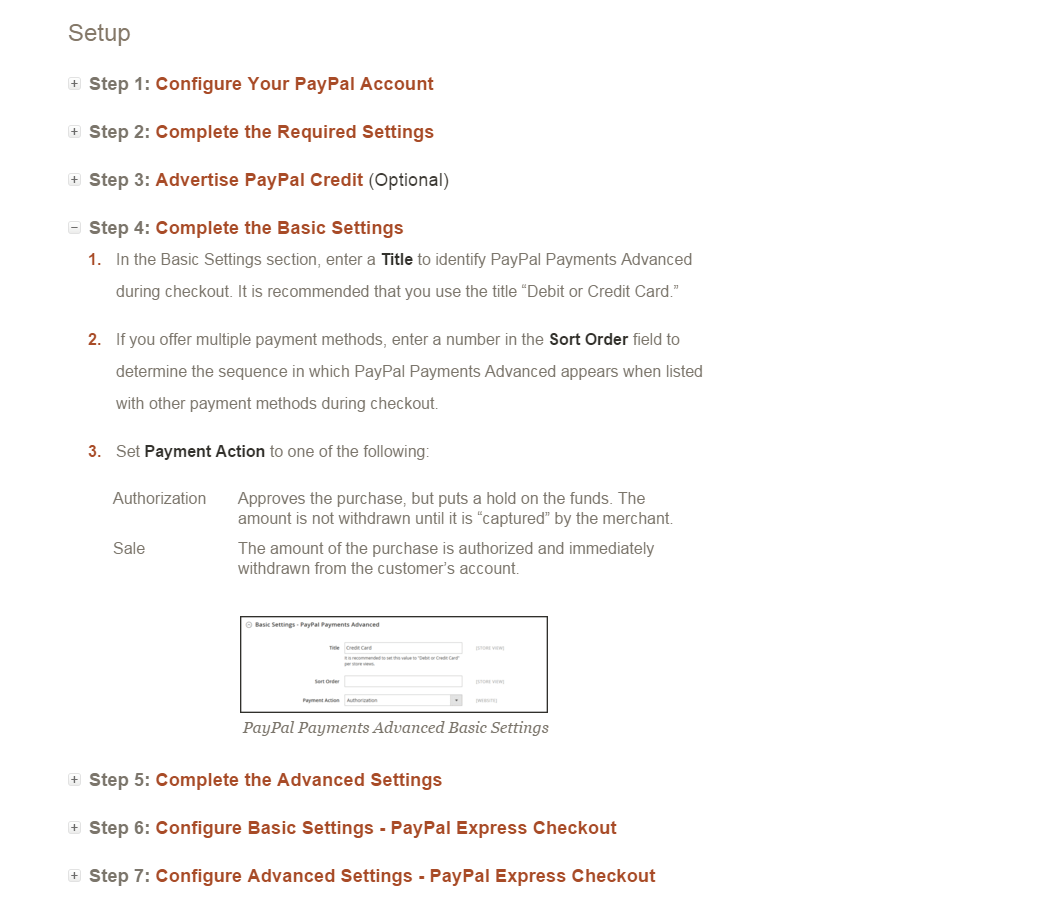 Setup
Step 1: Configure Your PayPal Account
Step 2: Complete the Required Settings
Step 3: Advertise PayPal Credit (Optional)
Step 4: Complete the Basic Settings
1. In the Basic Settings section, enter a Title to identify PayPal Payments Advanced
during checkout. It is recommended that you use the title “Debit or Credit Card.”
2. If you offer multiple payment methods, enter a number in the Sort Order field to
determine the sequence in which PayPal Payments Advanced appears when listed
with other payment methods during checkout.
3. Set Payment Action to one of the following:
Authorization Approves the purchase, but puts a hold on the funds. The
amount is not withdrawn until it is “captured” by the merchant.
Sale The amount of the purchase is authorized and immediately
withdrawn from the customer’s account.
Basic Settings - PayPal Payments Advanced
Title Credit Card [STORE VIEW]
It is recommended to set this value to "Debit or Credit Card"
per store views.
Sort Order [STORE VIEW]
Payment Action Authorization [WEBSITE]
PayPal Payments Advanced Basic Settings
Step 5: Complete the Advanced Settings
Step 6: Configure Basic Settings - PayPal Express Checkout
Step 7: Configure Advanced Settings - PayPal Express Checkout